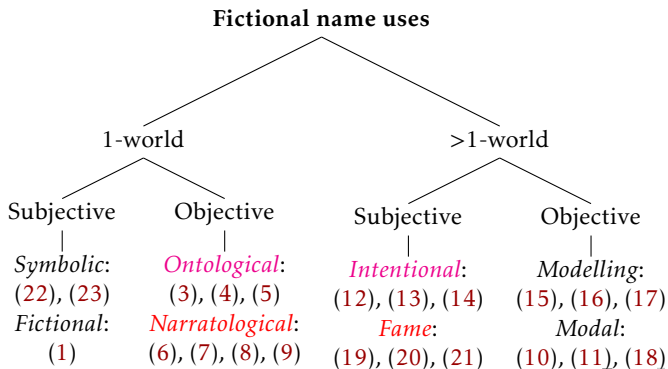 Fictional name uses
1-world >1-world
Subjective Objective Subjective Objective
Symbolic: Ontological: Intentional: Modelling:
(22), (23) (3), (4), (5) (12), (13), (14) (15), (16), (17)
Fictional: Narratological: Fame: Modal:
(1) (6), (7), (8), (9) (19), (20), (21) (10), (11), (18)